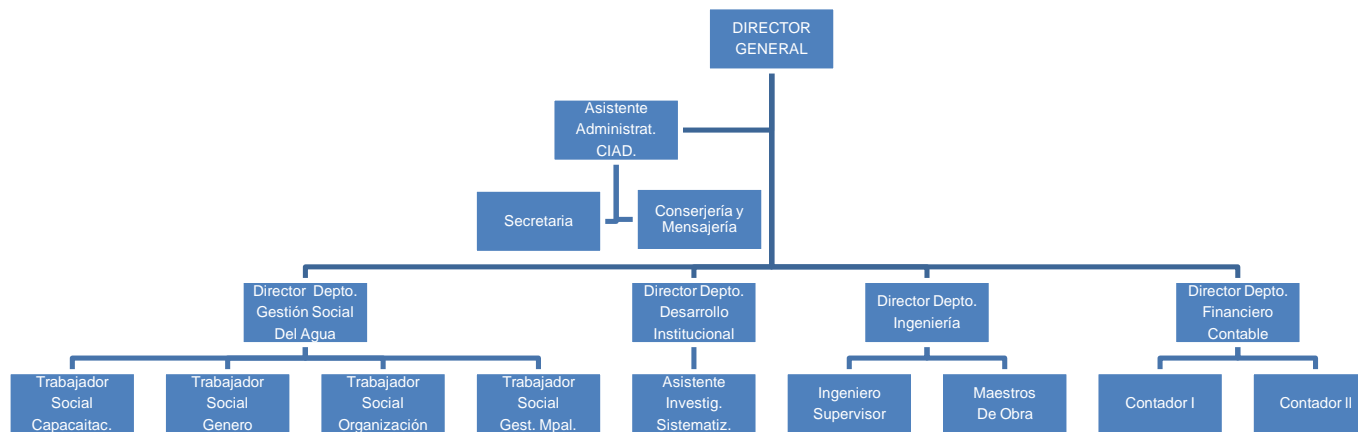 DIRECTOR
GENERAL
Asistente
Administrat.
CIAD.
Secretaria
Conserjería y
Mensajería
Director Depto.
Gestión Social
Del Agua
Director Depto.
Desarrollo
Institucional
Director Depto.
Ingeniería
Director Depto.
Financiero
Contable
Trabajador
Social
Capacaitac.
Trabajador
Social
Genero
Trabajador
Social
Organización
Trabajador
Social
Gest. Mpal.
Asistente
Investig.
Sistematiz.
Ingeniero
Supervisor
Maestros
De Obra
Contador I
Contador II